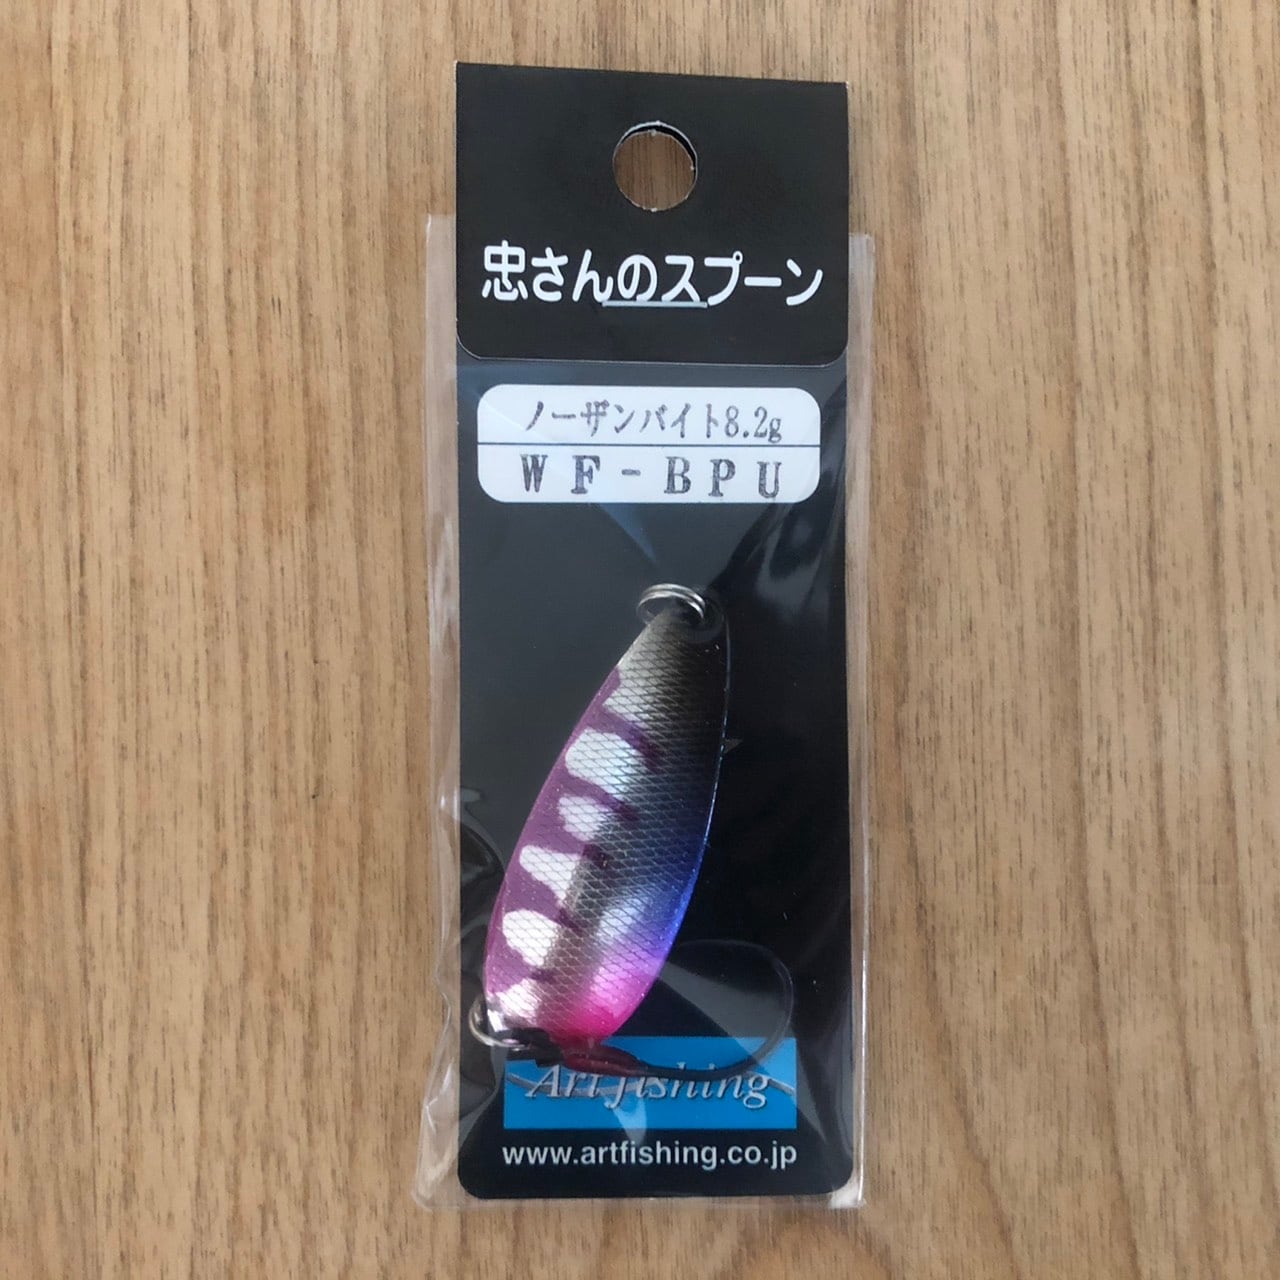 忠さんのスプーン
ノーザンバイト8.2g
WF-BPU
Art fishing
www.artfishing.co.jp